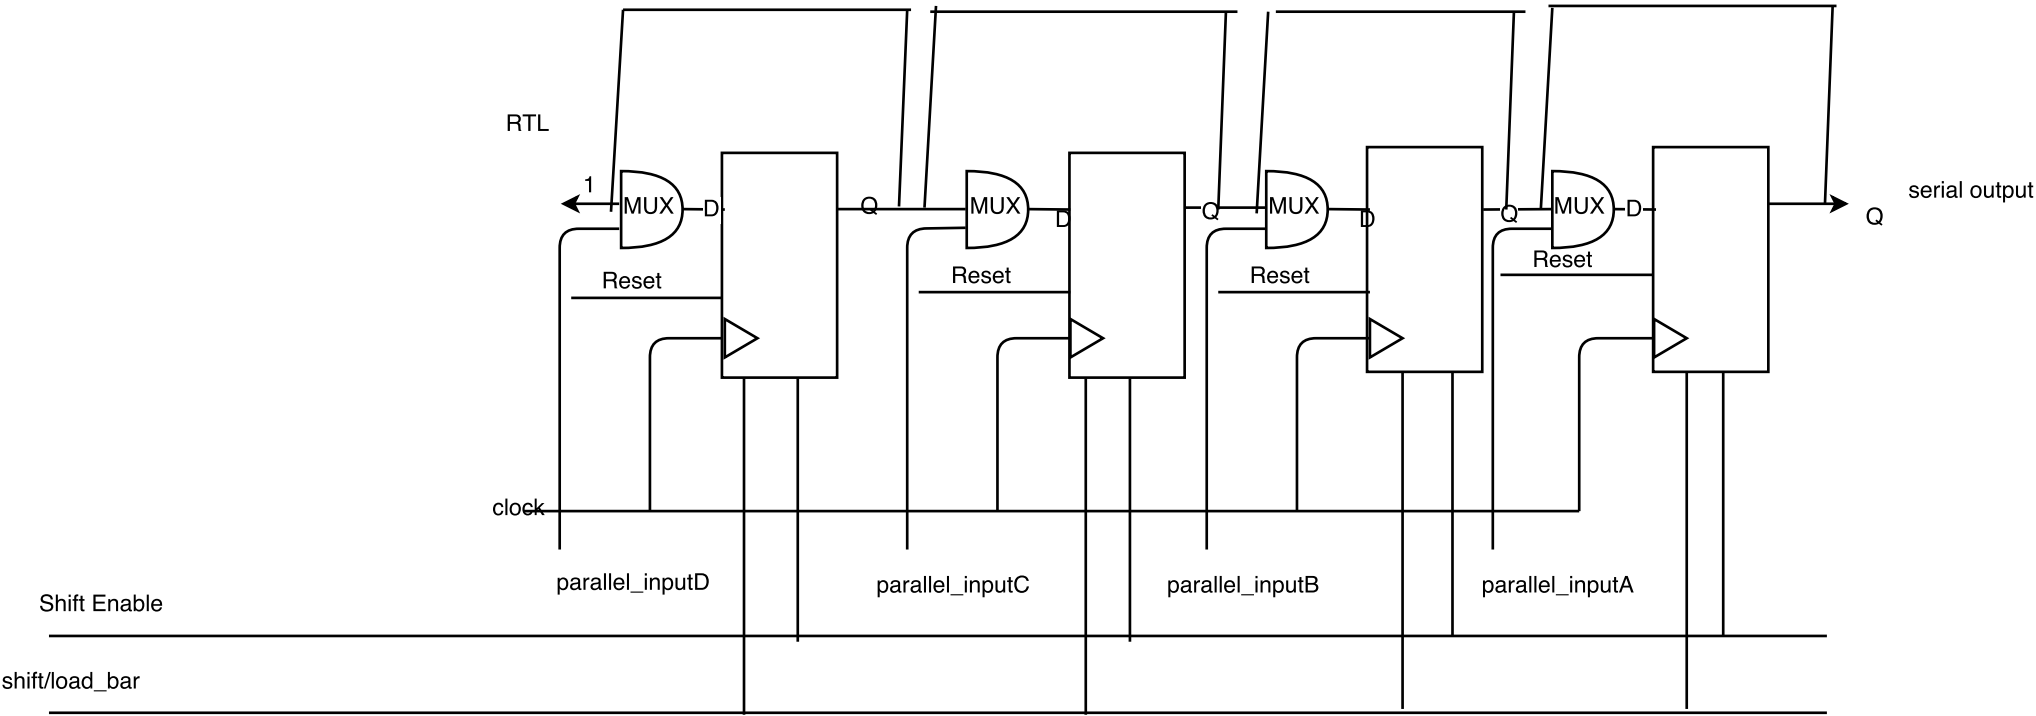 RTL
serial output
1
MUX
D
Q
MUX
D
Q
MUX
D
Q
MUX
D
Q
Reset
Reset
Reset
Reset
clock
parallel_inputD
parallel_inputC
parallel_inputB
parallel_inputA
Shift Enable
shift/load_bar